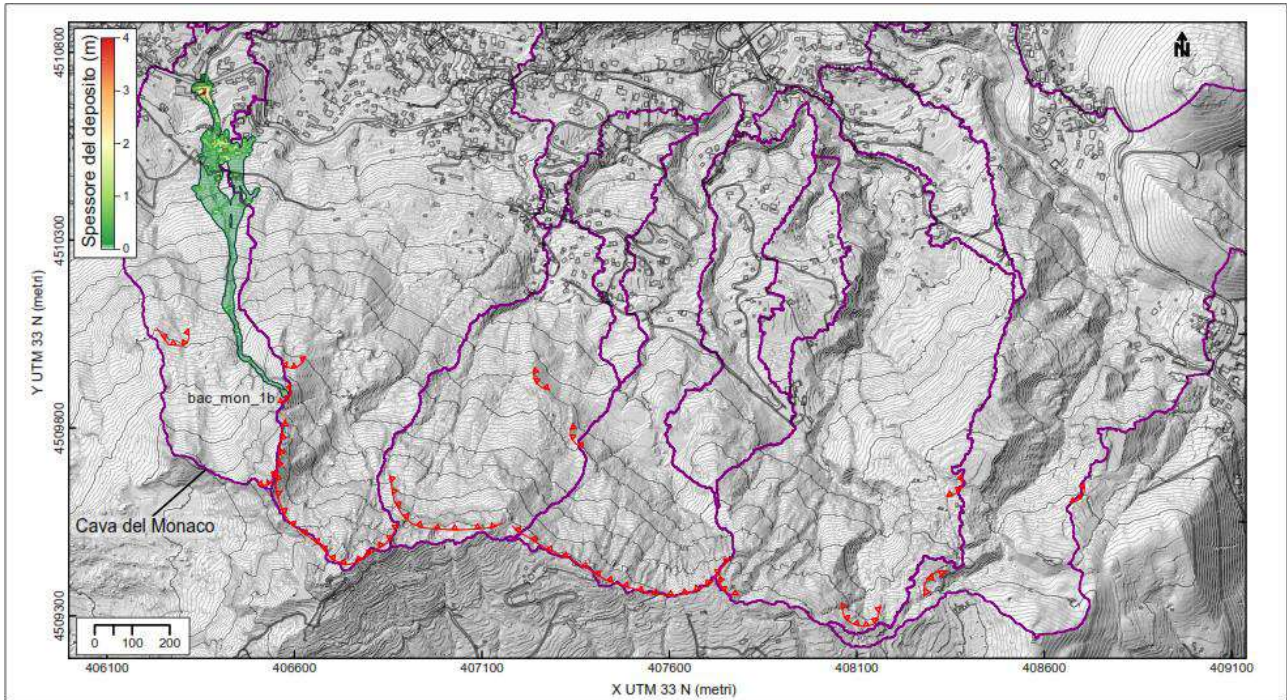 Spessore del deposito (m)
4
3
2
1
0
N
4510800
4510300
4509800
4509300
Y UTM 33 N (metri)
bac_mon_1b
Cava del Monaco
0 100 200
406100 406600 407100 407600 408100 408600 409100
X UTM 33 N (metri)